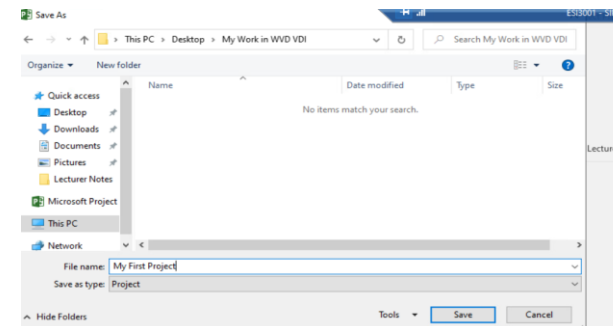 Save As
ESI3001 - SI
This PC > Desktop > My Work in WVD VDI
Search My Work in WVD VDI
Organize
New folder
Name
Date modified
Type
Size
No items match your search.
Quick access
Desktop
Downloads
Documents
Pictures
Lecturer Notes
Microsoft Project
This PC
Network
Lectur
File name: My First Project
Save as type: Project
Hide Folders
Tools
Save
Cancel